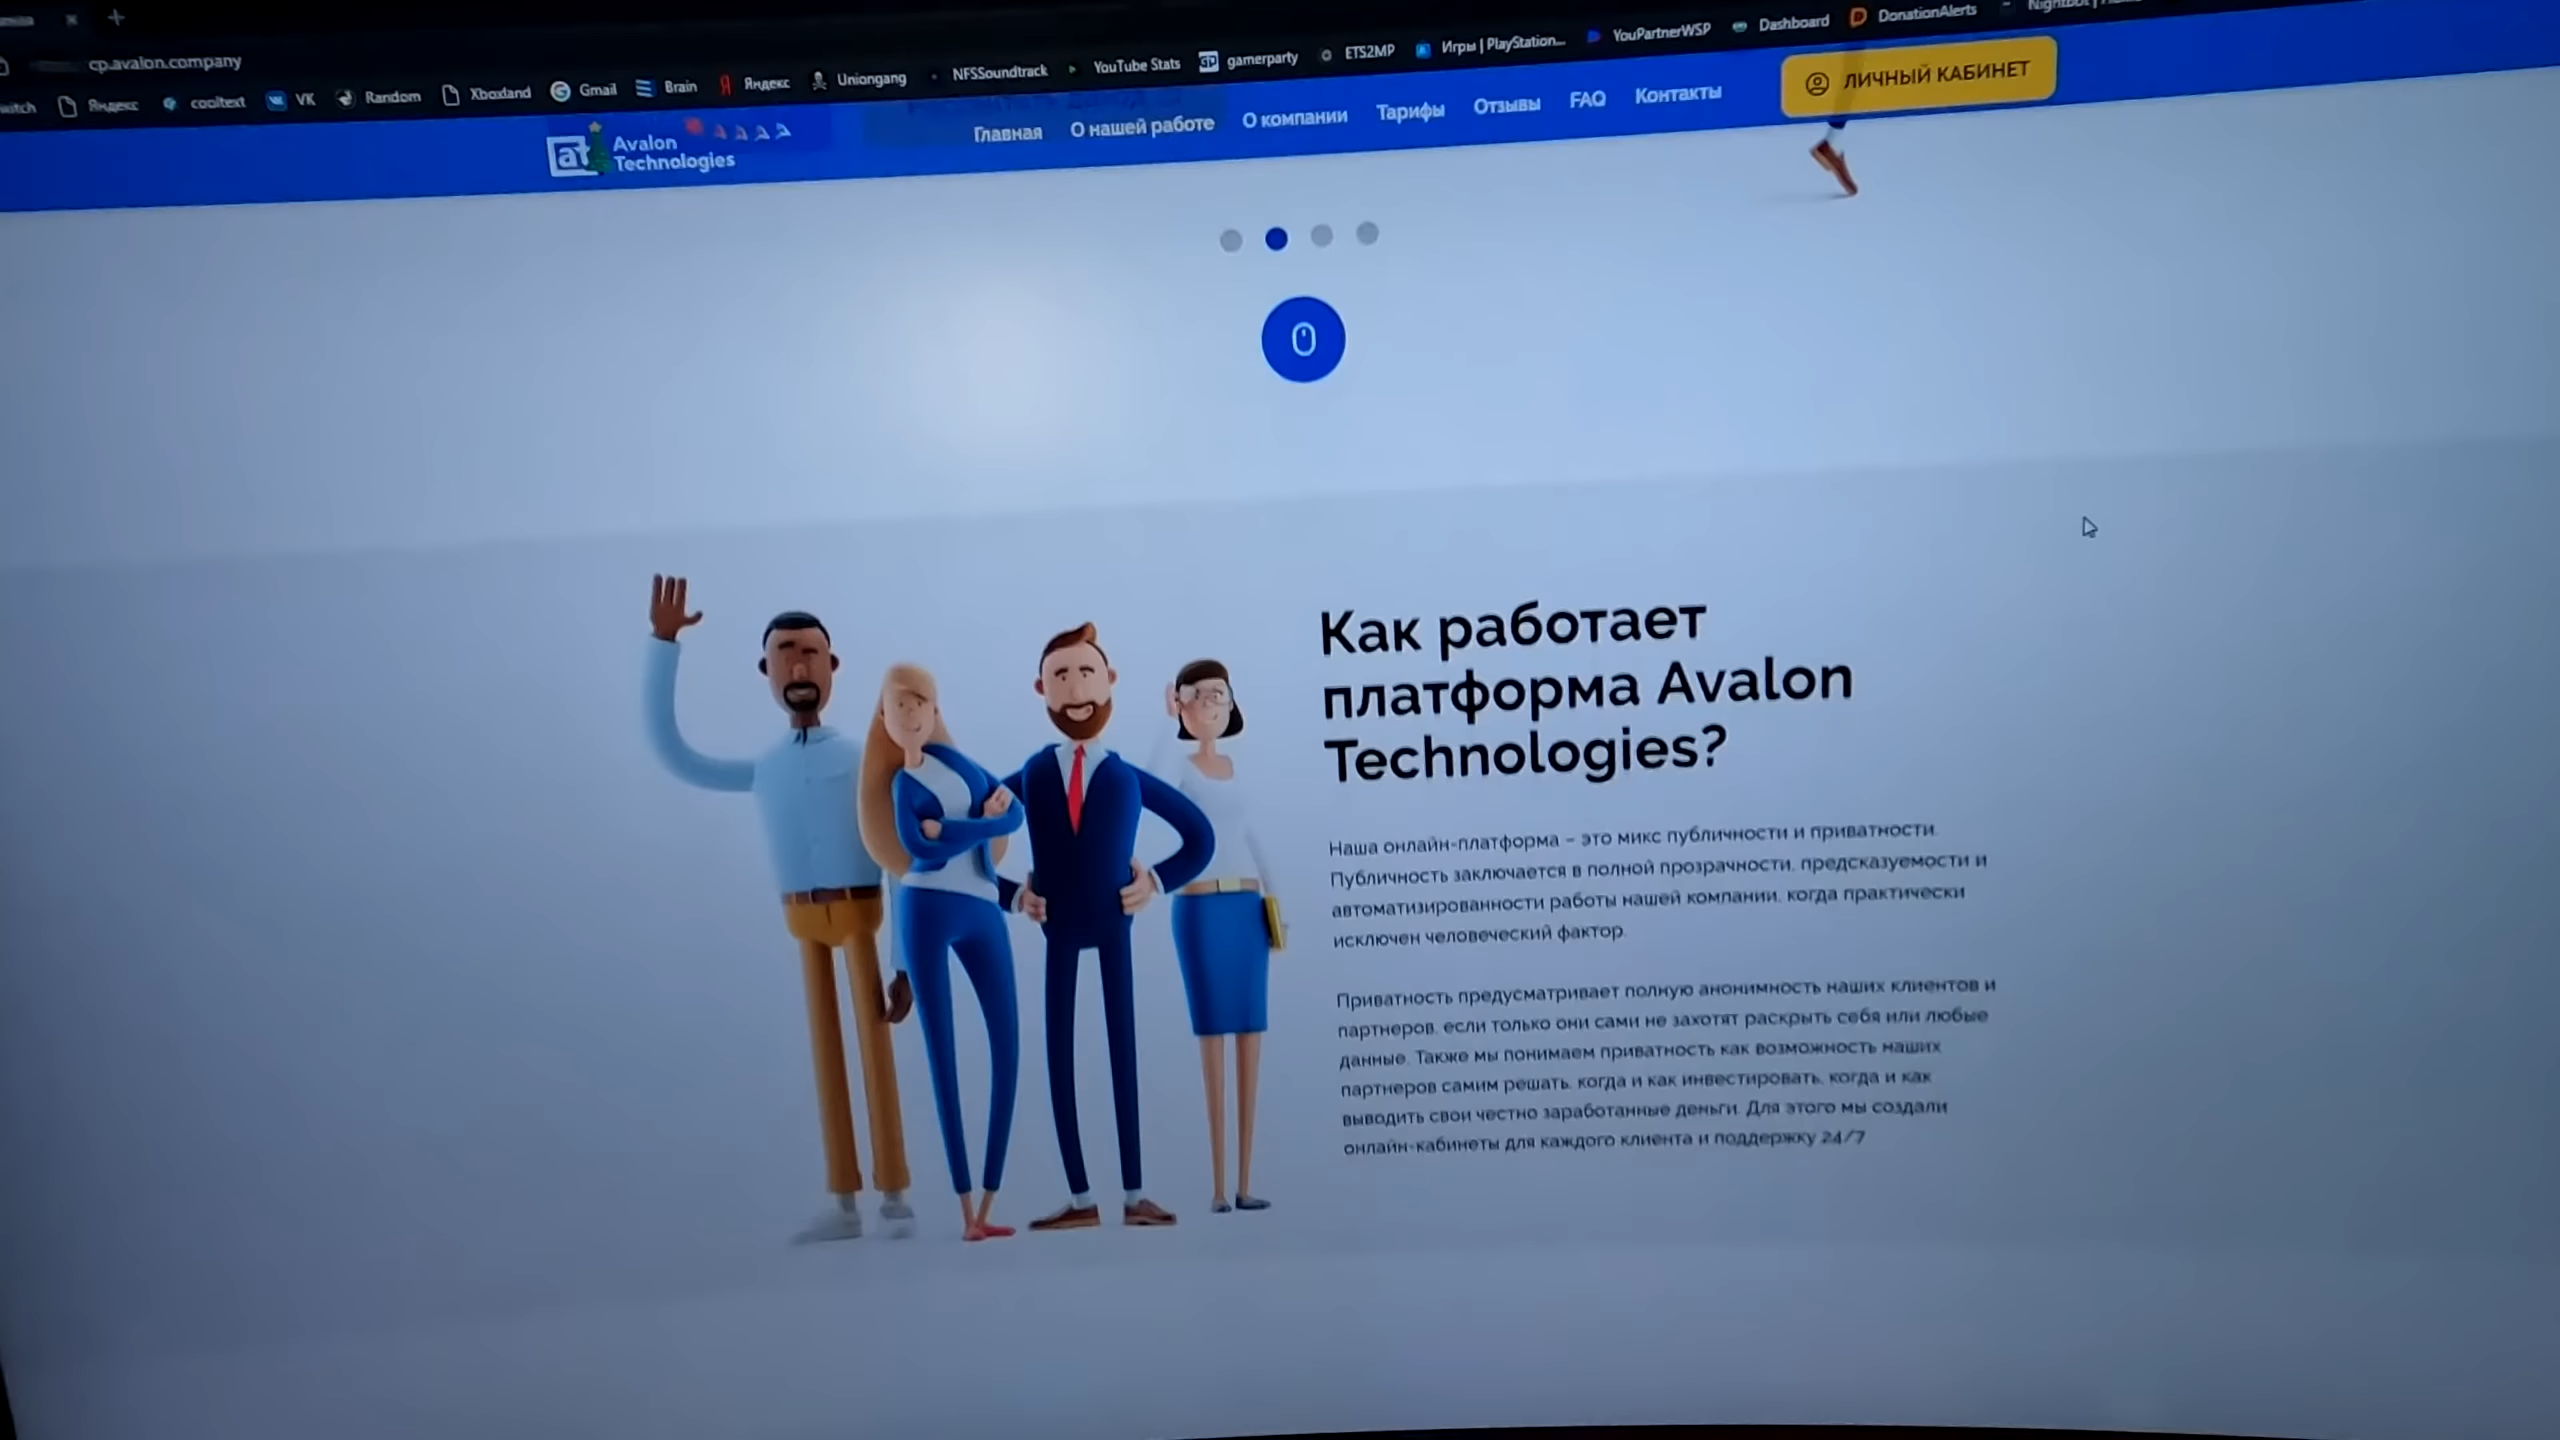 cp.avalon.company
Яндекс cooltext VK Random Xboxland Gmail Brain Яндекс Uniongang NFSSoundtrack YouTube Stats gamerparty ETS2MP Игры | PlayStation... YouPartnerWSP Dashboard DonationAlerts
at Avalon
Technologies
Главная О нашей работе О компании Тарифы Отзывы FAQ Контакты ЛИЧНЫЙ КАБИНЕТ
Как работает
платформа Avalon
Technologies?
Наша онлайн-платформа – это микс публичности и приватности.
Публичность заключается в полной прозрачности, предсказуемости и
автоматизированности работы нашей компании, когда практически
исключен человеческий фактор.
Приватность предусматривает полную анонимность наших клиентов и
партнеров, если только они сами не захотят раскрыть себя или любые
данные. Также мы понимаем приватность как возможность наших
партнеров самим решать, когда и как инвестировать, когда и как
выводить свои честно заработанные деньги. Для этого мы создали
онлайн-кабинеты для каждого клиента и поддержку 24/7